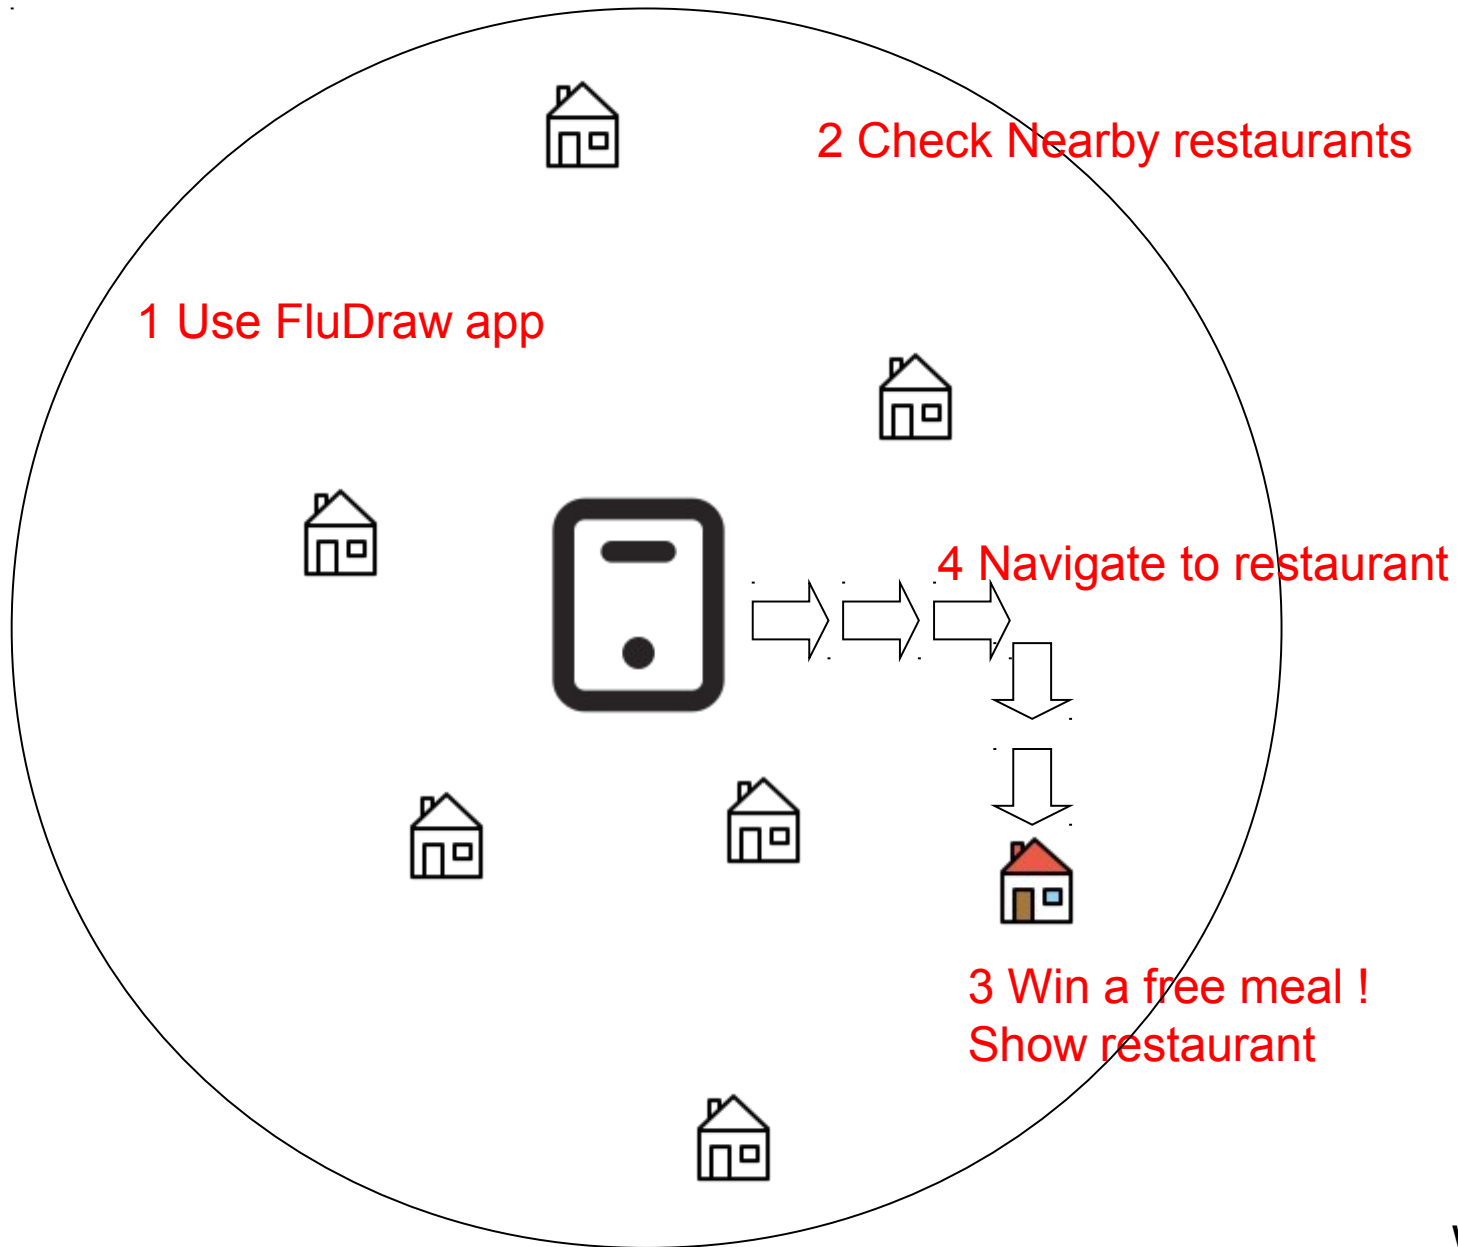 2 Check Nearby restaurants
1 Use FluDraw app
4 Navigate to restaurant
3 Win a free meal !
Show restaurant